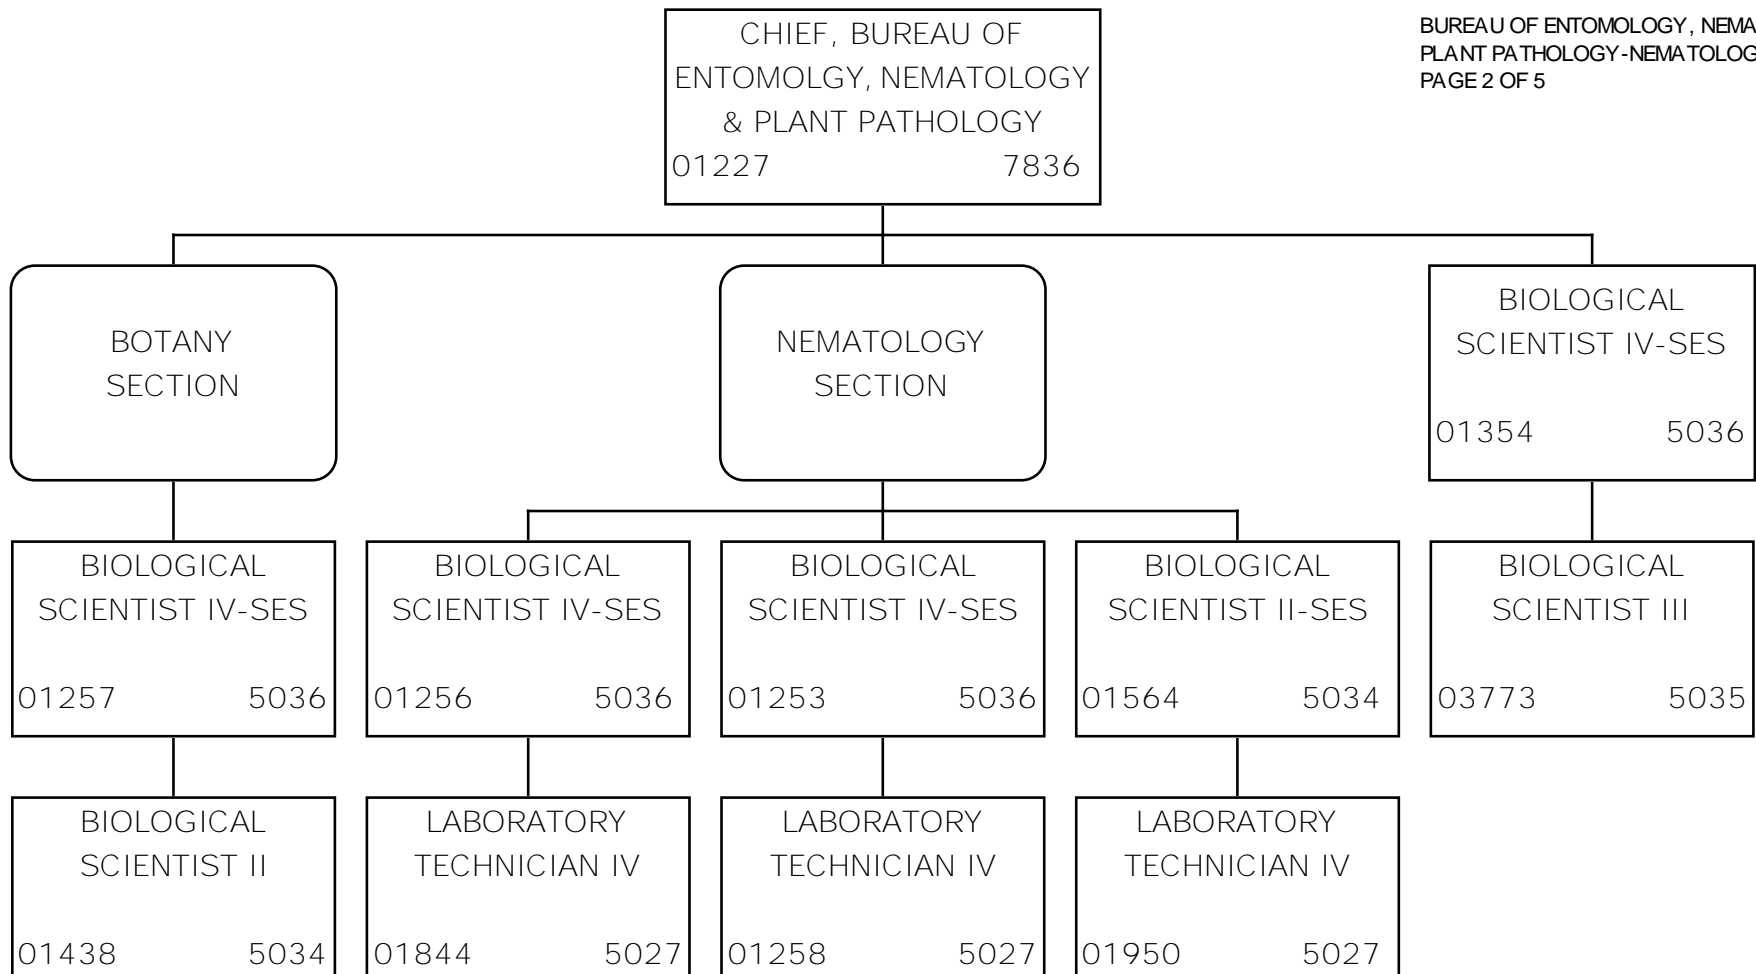 CHIEF, BUREAU OF
ENTOMOLGY, NEMATOLOGY
& PLANT PATHOLOGY
01227 7836
BUREAU OF ENTOMOLOGY, NEMA
PLANT PATHOLOGY-NEMATOLOG
PAGE 2 OF 5
BOTANY
SECTION
NEMATOLOGY
SECTION
BIOLOGICAL
SCIENTIST IV-SES
01354 5036
BIOLOGICAL
SCIENTIST IV-SES
01257 5036
BIOLOGICAL
SCIENTIST IV-SES
01256 5036
BIOLOGICAL
SCIENTIST IV-SES
01253 5036
BIOLOGICAL
SCIENTIST II-SES
01564 5034
BIOLOGICAL
SCIENTIST III
03773 5035
BIOLOGICAL
SCIENTIST II
01438 5034
LABORATORY
TECHNICIAN IV
01844 5027
LABORATORY
TECHNICIAN IV
01258 5027
LABORATORY
TECHNICIAN IV
01950 5027